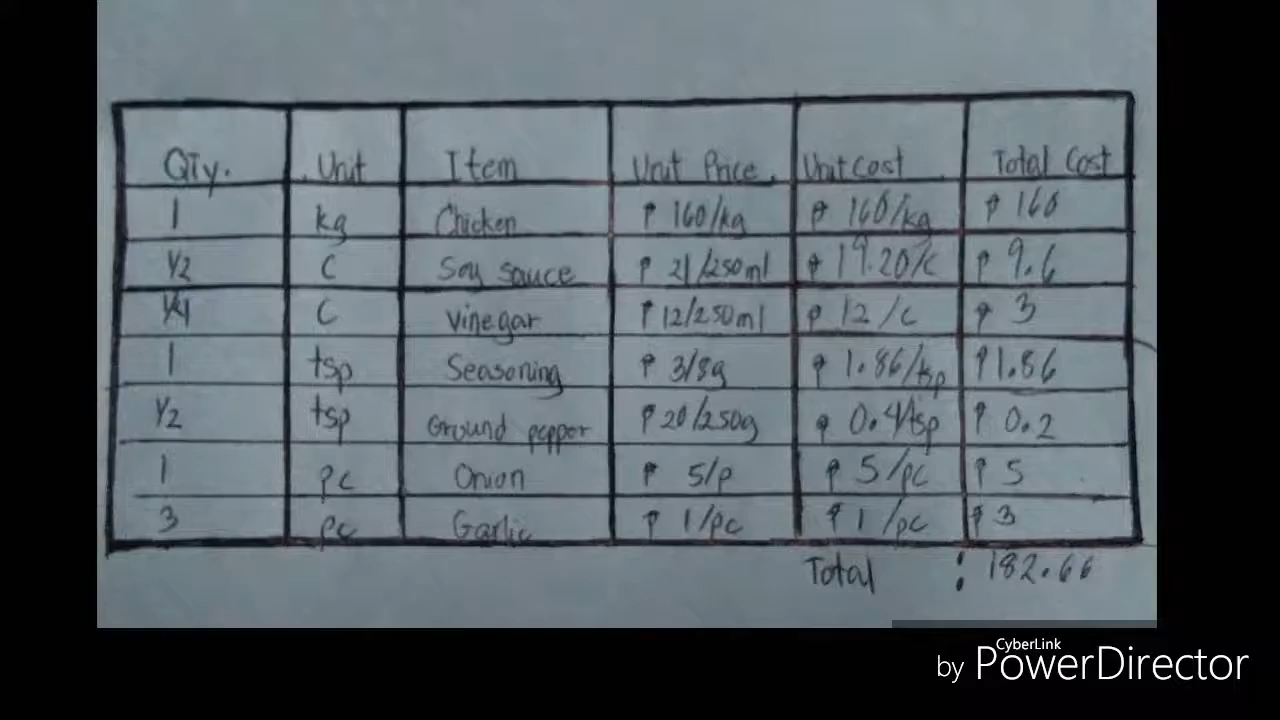 Qty. Unit Item Unit Price Unit Cost Total Cost
1 kg Chicken ₱ 160/kg ₱ 160/kg ₱ 160
1/2 C Soy sauce ₱ 21/250ml ₱ 19.20/c ₱ 9.6
1/4 C Vinegar ₱ 12/250ml ₱ 12/c ₱ 3
1 tsp Seasoning ₱ 3/8g ₱ 1.86/tsp ₱ 1.86
1/2 tsp Ground pepper ₱ 20/250g ₱ 0.4/tsp ₱ 0.2
1 pc Onion ₱ 5/p ₱ 5/pc ₱ 5
3 pc Garlic ₱ 1/pc ₱ 1/pc ₱ 3
Total : 182.66
CyberLink
by PowerDirector